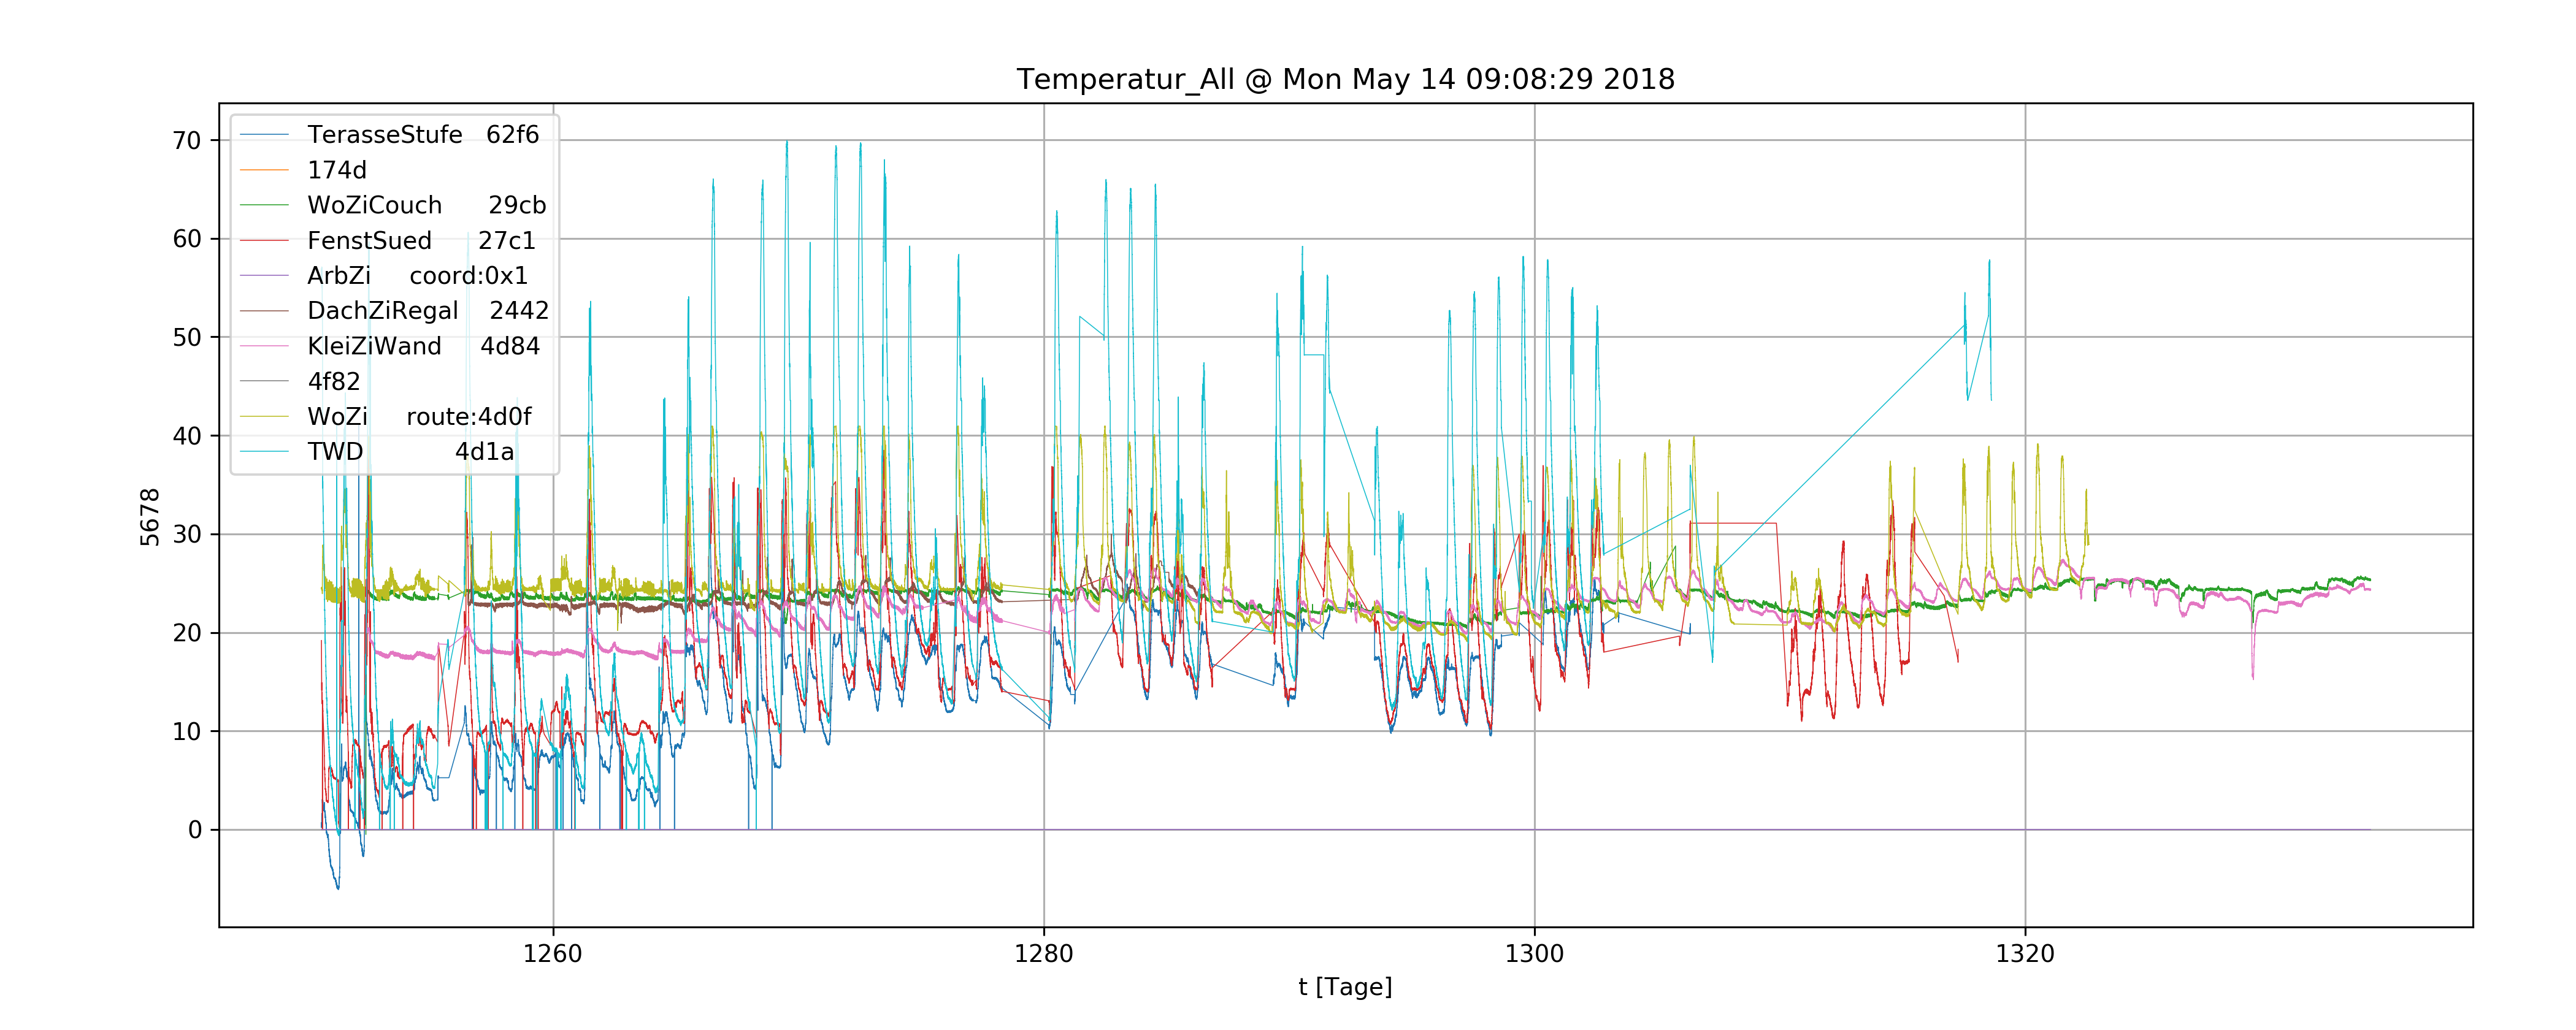 Temperatur_All @ Mon May 14 09:08:29 2018
70
60
50
40
30
20
10
0
5678
TerasseStufe 62f6
174d
WoZiCouch 29cb
FenstSued 27c1
ArbZi coord:0x1
DachZiRegal 2442
KleiZiWand 4d84
4f82
WoZi route:4d0f
TWD 4d1a
1260 1280 1300 1320
t [Tage]